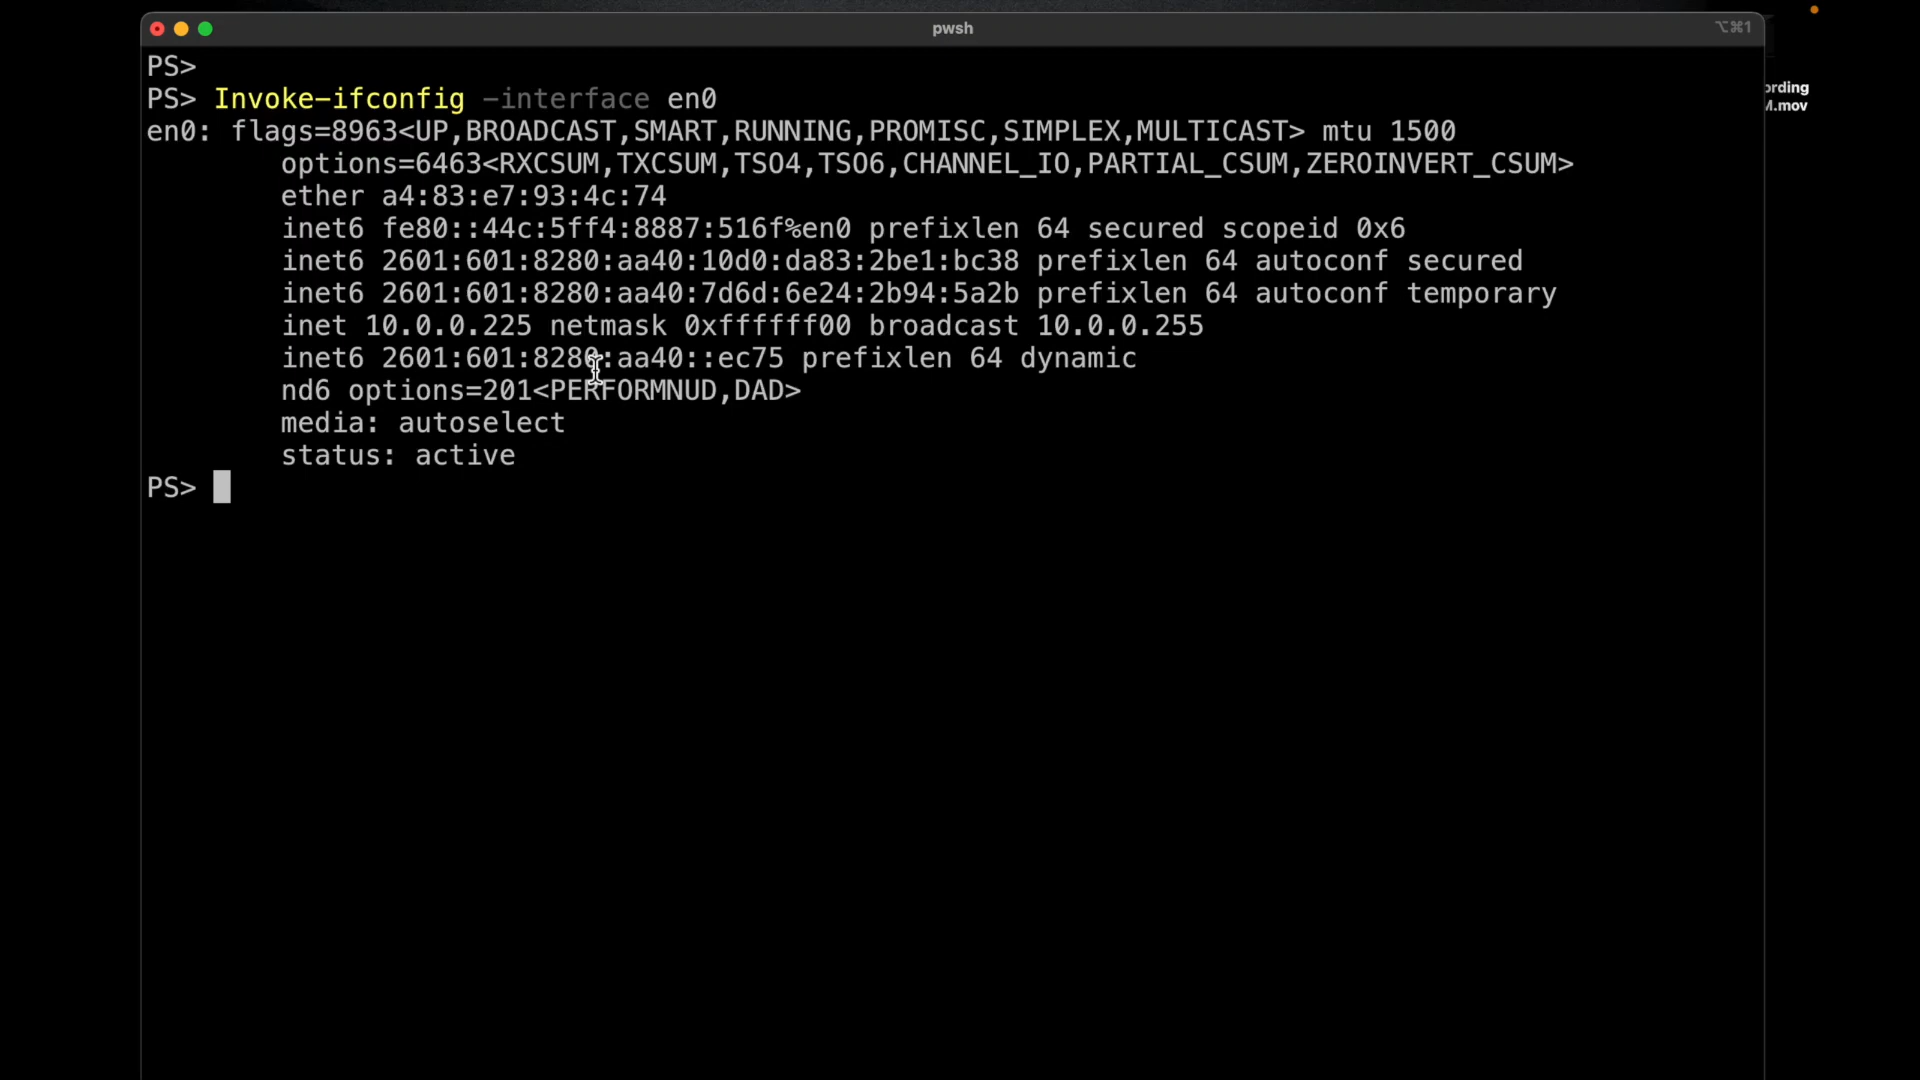 pwsh
⌥⌘1
PS>
PS> Invoke-ifconfig -interface en0
en0: flags=8963<UP,BROADCAST,SMART,RUNNING,PROMISC,SIMPLEX,MULTICAST> mtu 1500
options=6463<RXCSUM,TXCSUM,TSO4,TSO6,CHANNEL_IO,PARTIAL_CSUM,ZEROINVERT_CSUM>
ether a4:83:e7:93:4c:74
inet6 fe80::44c:5ff4:8887:516f%en0 prefixlen 64 secured scopeid 0x6
inet6 2601:601:8280:aa40:10d0:da83:2be1:bc38 prefixlen 64 autoconf secured
inet6 2601:601:8280:aa40:7d6d:6e24:2b94:5a2b prefixlen 64 autoconf temporary
inet 10.0.0.225 netmask 0xffffff00 broadcast 10.0.0.255
inet6 2601:601:8280:aa40::ec75 prefixlen 64 dynamic
nd6 options=201<PERFORMNUD,DAD>
media: autoselect
status: active
PS>
ording
M.mov